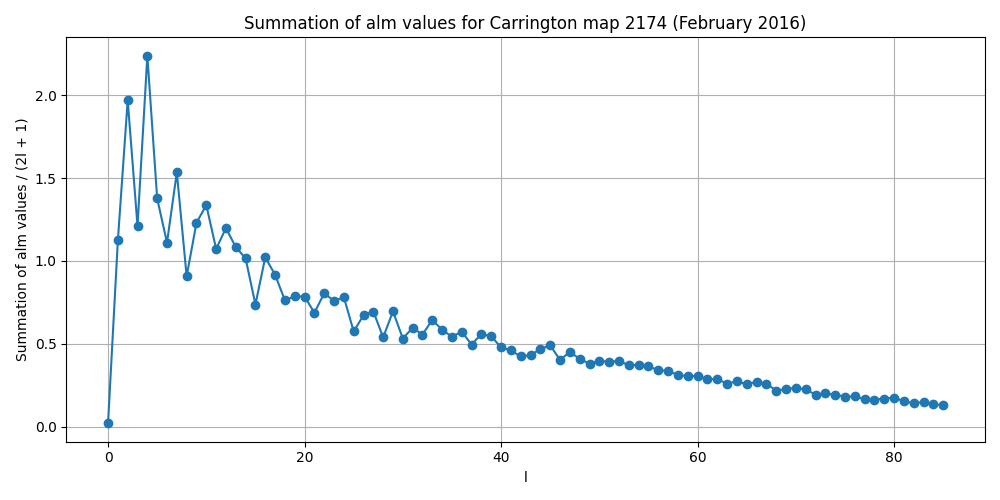 Summation of alm values for Carrington map 2174 (February 2016)
Summation of alm values / (2l + 1)
2.0
1.5
1.0
0.5
0.0
0 20 40 60 80
l